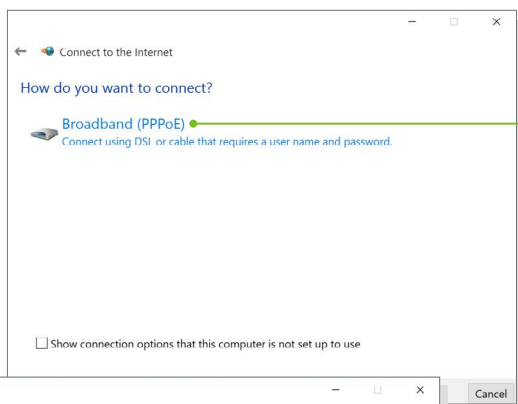 Connect to the Internet
How do you want to connect?
Broadband (PPPoE)
Connect using DSL or cable that requires a user name and password.
Show connection options that this computer is not set up to use
Cancel